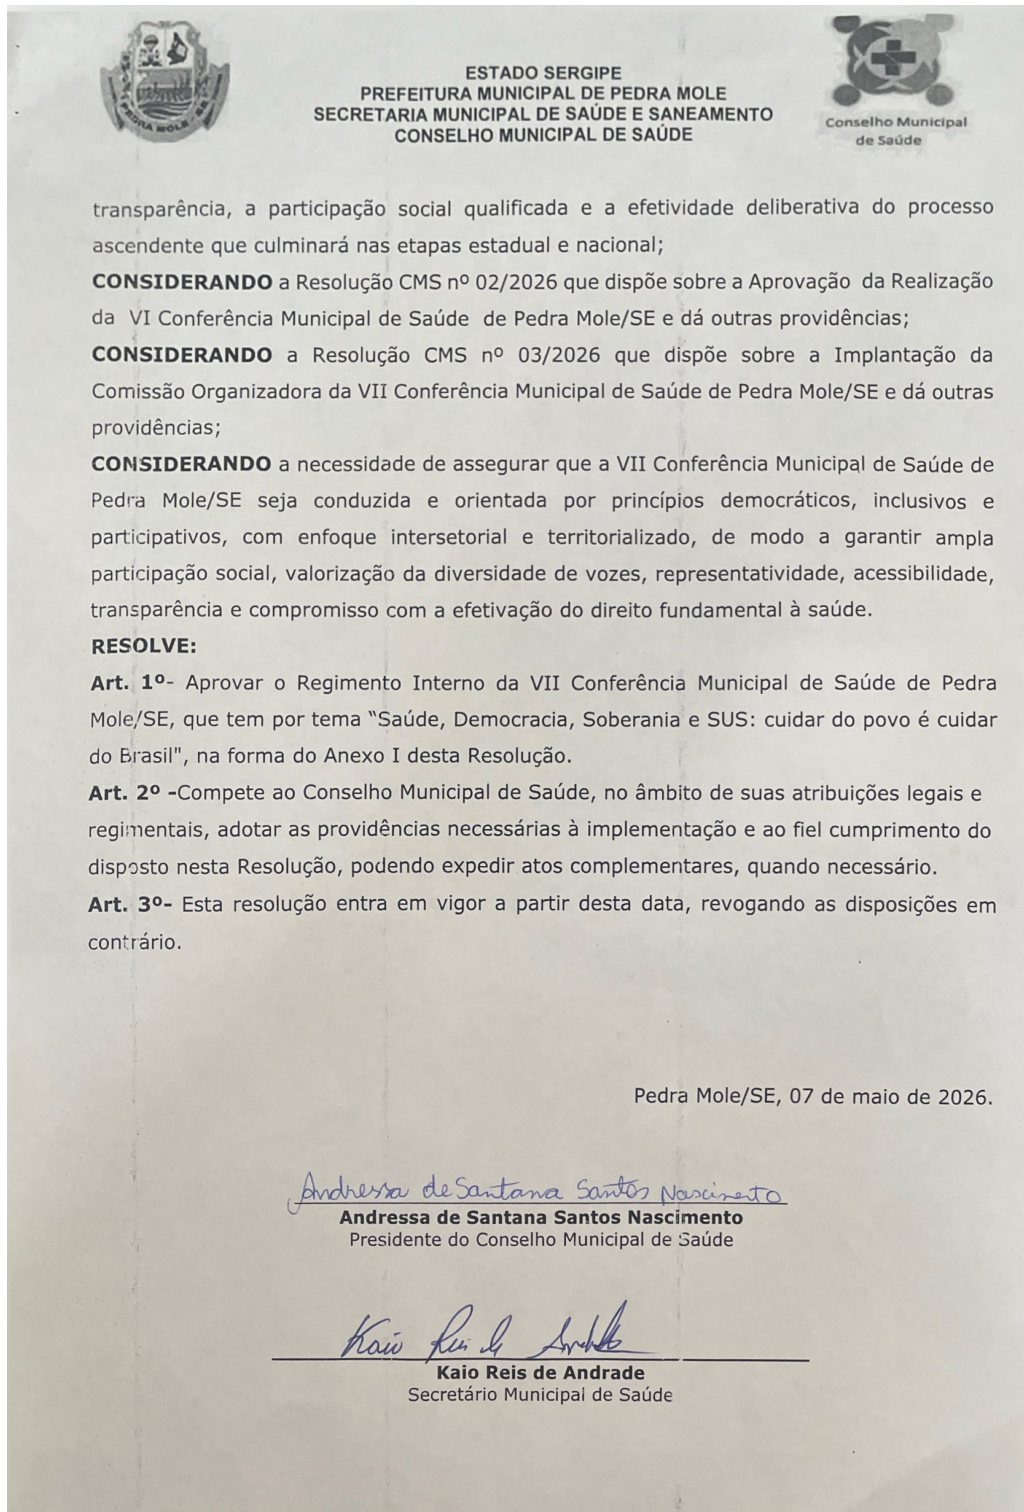 PEDRA MOLE - SE
ESTADO SERGIPE
PREFEITURA MUNICIPAL DE PEDRA MOLE
SECRETARIA MUNICIPAL DE SAÚDE E SANEAMENTO
CONSELHO MUNICIPAL DE SAÚDE
Conselho Municipal
de Saúde
transparência, a participação social qualificada e a efetividade deliberativa do processo
ascendente que culminará nas etapas estadual e nacional;
CONSIDERANDO a Resolução CMS nº 02/2026 que dispõe sobre a Aprovação da Realização
da VI Conferência Municipal de Saúde de Pedra Mole/SE e dá outras providências;
CONSIDERANDO a Resolução CMS nº 03/2026 que dispõe sobre a Implantação da
Comissão Organizadora da VII Conferência Municipal de Saúde de Pedra Mole/SE e dá outras
providências;
CONSIDERANDO a necessidade de assegurar que a VII Conferência Municipal de Saúde de
Pedra Mole/SE seja conduzida e orientada por princípios democráticos, inclusivos e
participativos, com enfoque intersetorial e territorializado, de modo a garantir ampla
participação social, valorização da diversidade de vozes, representatividade, acessibilidade,
transparência e compromisso com a efetivação do direito fundamental à saúde.
RESOLVE:
Art. 1º- Aprovar o Regimento Interno da VII Conferência Municipal de Saúde de Pedra
Mole/SE, que tem por tema “Saúde, Democracia, Soberania e SUS: cuidar do povo é cuidar
do Brasil", na forma do Anexo I desta Resolução.
Art. 2º -Compete ao Conselho Municipal de Saúde, no âmbito de suas atribuições legais e
regimentais, adotar as providências necessárias à implementação e ao fiel cumprimento do
disposto nesta Resolução, podendo expedir atos complementares, quando necessário.
Art. 3º- Esta resolução entra em vigor a partir desta data, revogando as disposições em
contrário.
Pedra Mole/SE, 07 de maio de 2026.
Andressa de Santana Santos Nascimento
Andressa de Santana Santos Nascimento
Presidente do Conselho Municipal de Saúde
Kaio Reis de Andrade
Kaio Reis de Andrade
Secretário Municipal de Saúde